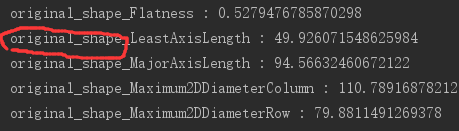 original_shape_Flatness : 0.5279476785870298
original_shape_LeastAxisLength : 49.926071548625984
original_shape_MajorAxisLength : 94.56632460672122
original_shape_Maximum2DDiameterColumn : 110.78916878212
original_shape_Maximum2DDiameterRow : 79.8811491269378